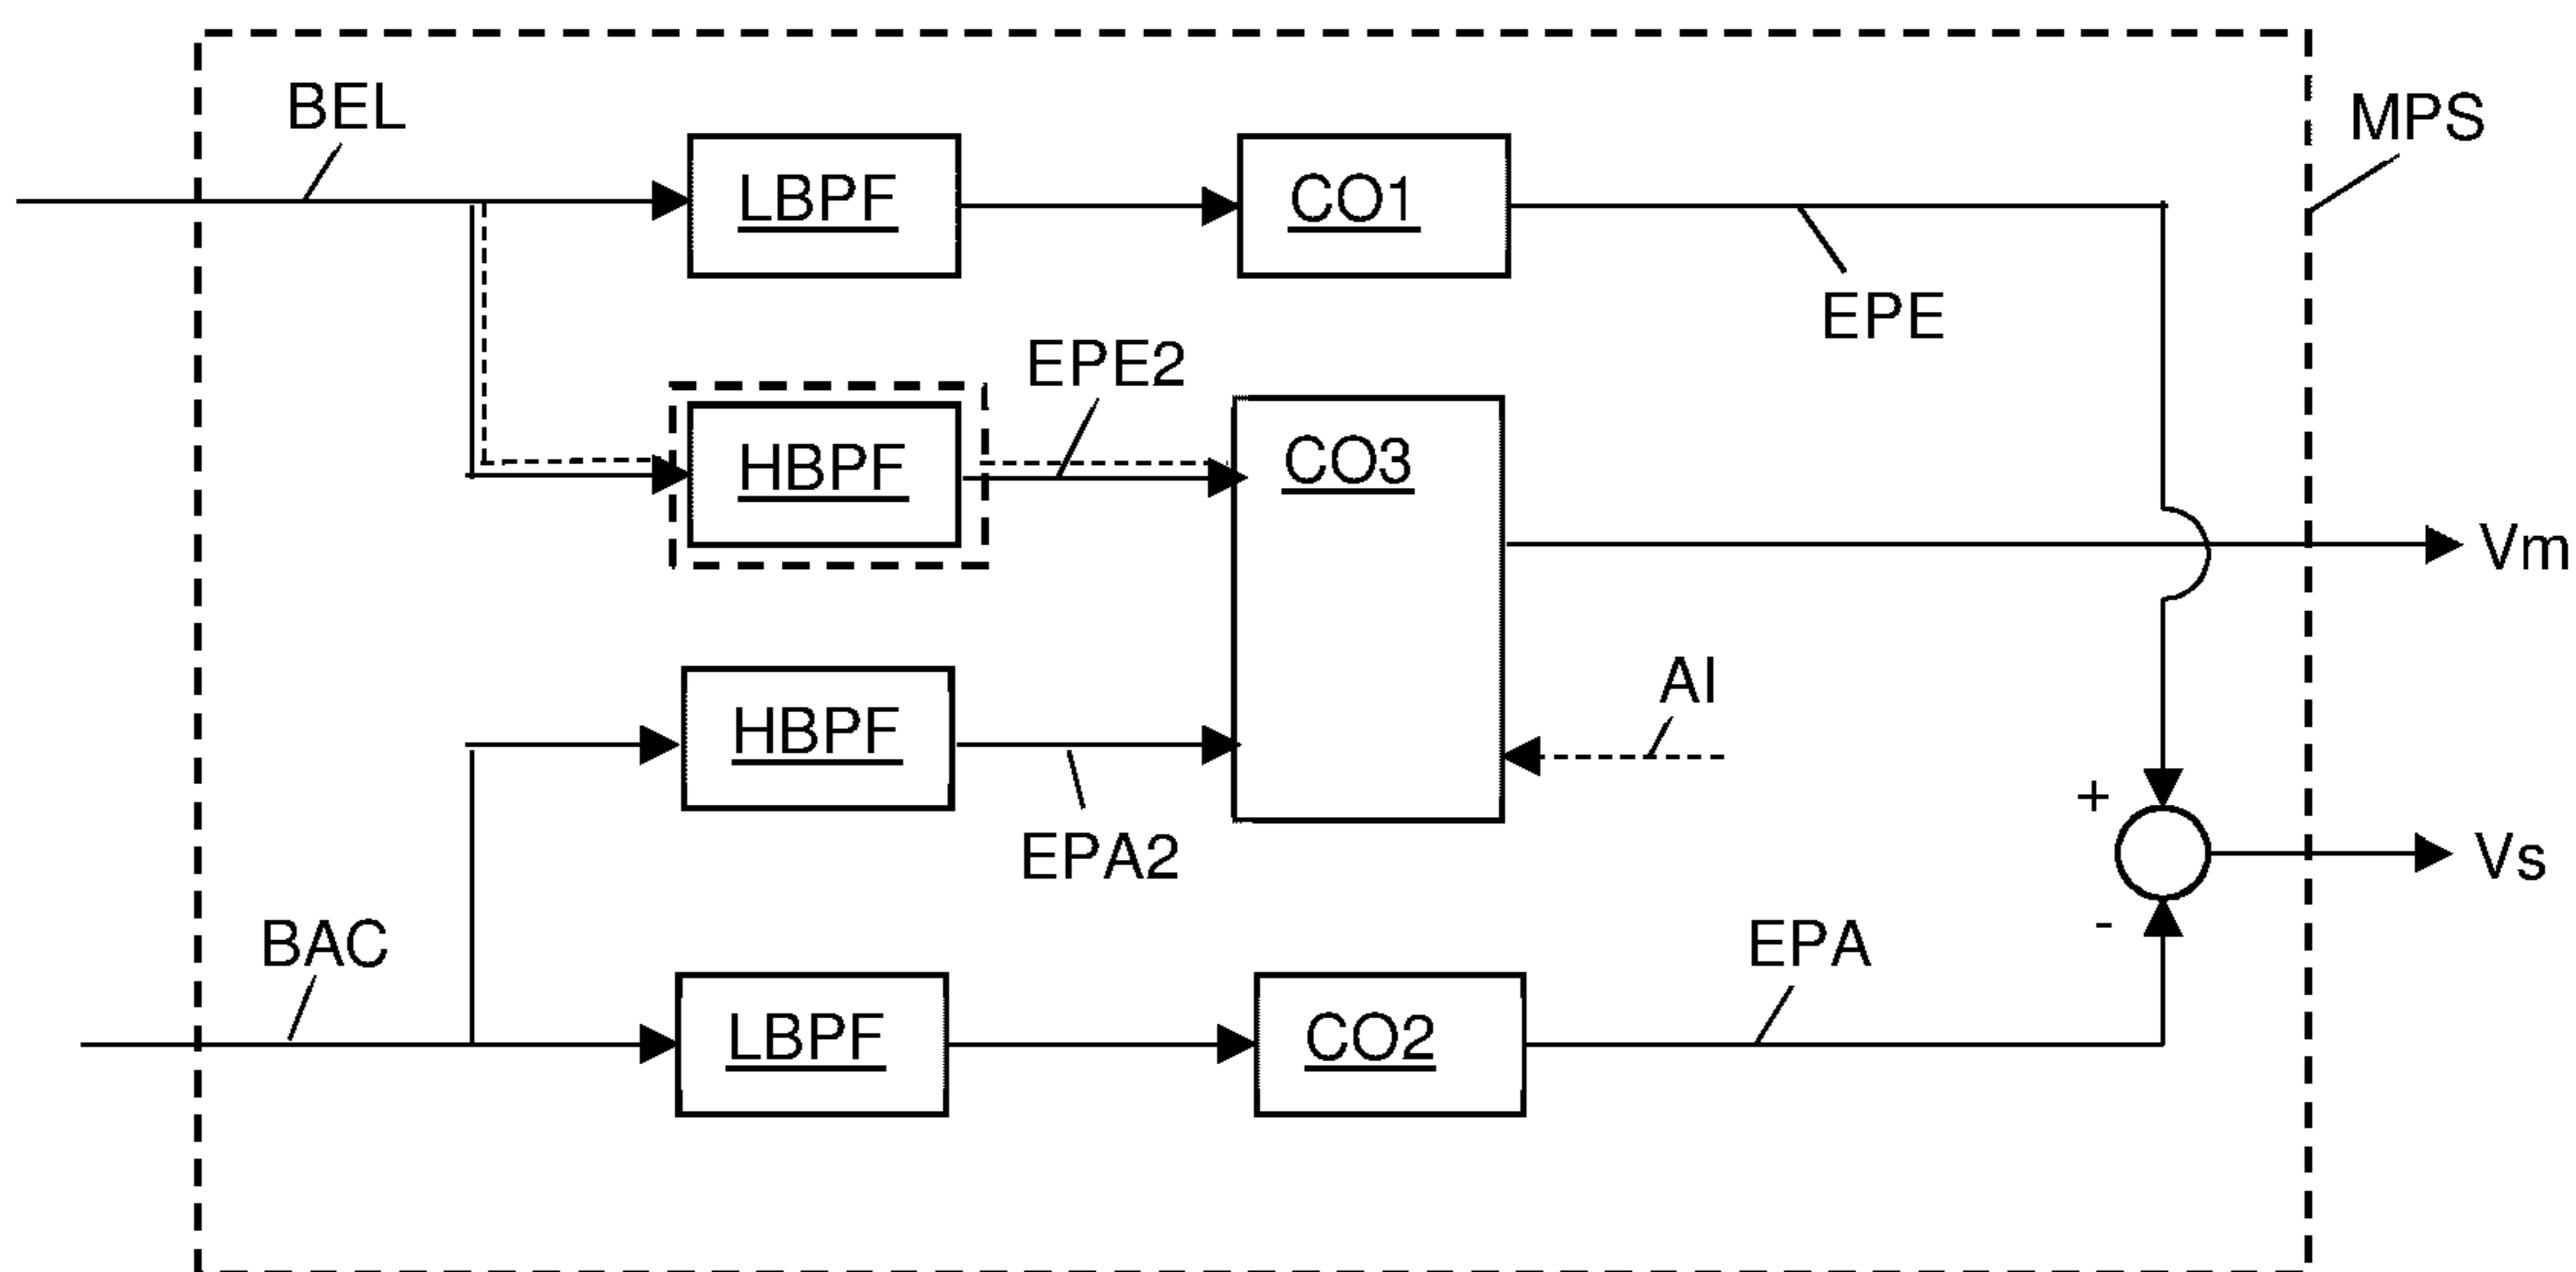 BEL
MPS
LBPF
CO1
EPE
EPE2
HBPF
CO3
Vm
AI
HBPF
EPA2
+
Vs
-
BAC
EPA
LBPF
CO2